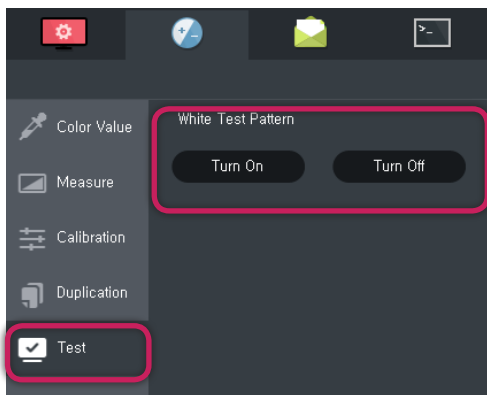 Color Value
Measure
Calibration
Duplication
Test
White Test Pattern
Turn On
Turn Off